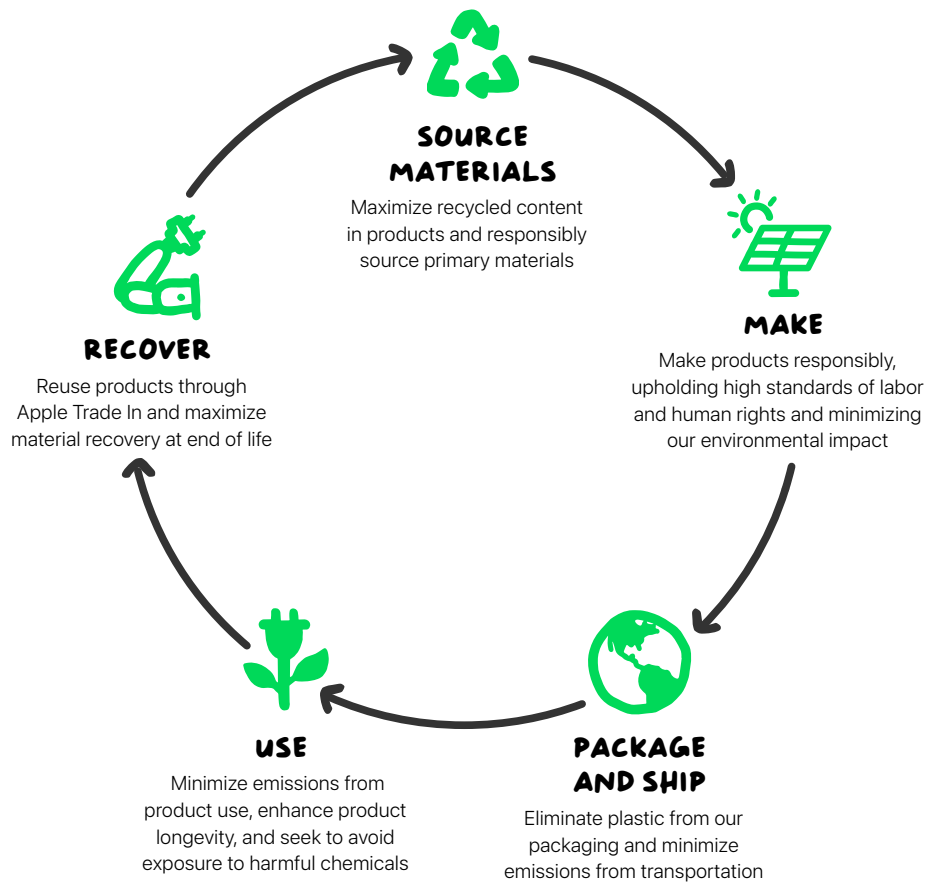 SOURCE
MATERIALS
Maximize recycled content
in products and responsibly
source primary materials
MAKE
Make products responsibly,
upholding high standards of labor
and human rights and minimizing
our environmental impact
PACKAGE
AND SHIP
Eliminate plastic from our
packaging and minimize
emissions from transportation
USE
Minimize emissions from
product use, enhance product
longevity, and seek to avoid
exposure to harmful chemicals
RECOVER
Reuse products through
Apple Trade In and maximize
material recovery at end of life